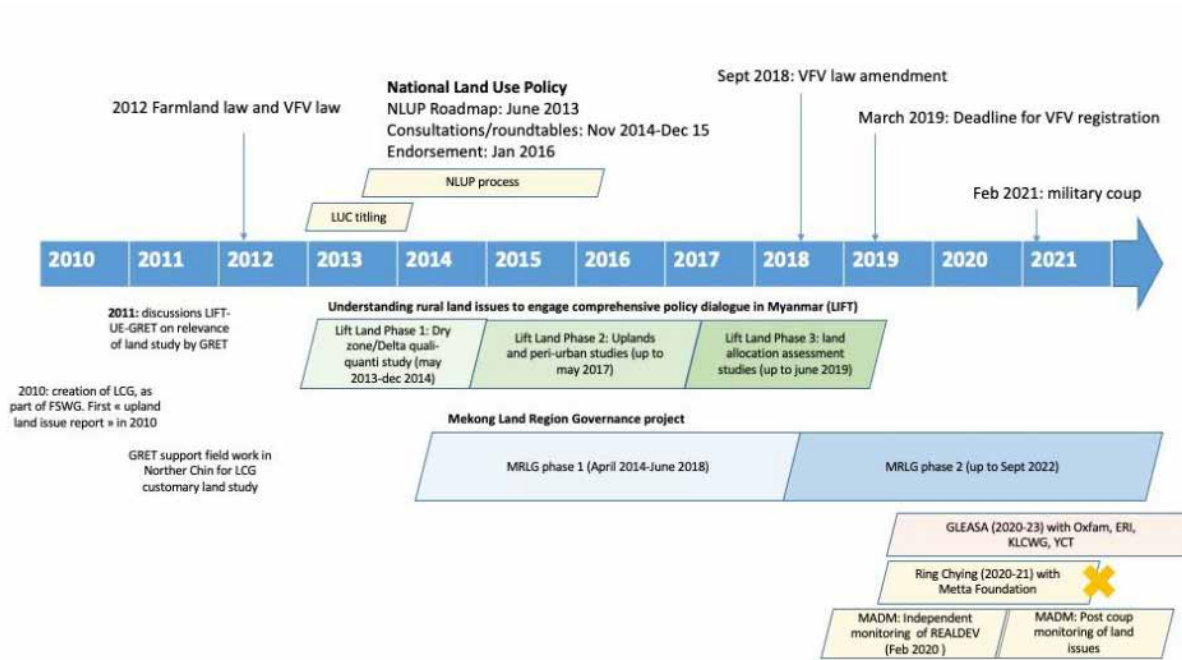 Sept 2018: VFV law amendment
National Land Use Policy
NLUP Roadmap: June 2013
Consultations/roundtables: Nov 2014-Dec 15
Endorsement: Jan 2016
2012 Farmland law and VFV law
March 2019: Deadline for VFV registration
NLUP process
Feb 2021: military coup
LUC titling
2010 2011 2012 2013 2014 2015 2016 2017 2018 2019 2020 2021
Understanding rural land issues to engage comprehensive policy dialogue in Myanmar (LIFT)
2011: discussions LIFT-
UE-GRET on relevance
of land study by GRET
Lift Land Phase 1: Dry
zone/Delta quali-
quanti study (may
2013-dec 2014)
Lift Land Phase 2: Uplands
and peri-urban studies (up to
may 2017)
Lift Land Phase 3: land
allocation assessment
studies (up to june 2019)
2010: creation of LCG, as
part of FSWG. First « upland
land issue report » in 2010
Mekong Land Region Governance project
GRET support field work in
Norther Chin for LCG
customary land study
MRLG phase 1 (April 2014-June 2018)
MRLG phase 2 (up to Sept 2022)
GLEASA (2020-23) with Oxfam, ERI,
KLCWG, YCT
Ring Chying (2020-21) with
Metta Foundation
MADM: Independent
monitoring of REALDEV
(Feb 2020 )
MADM: Post coup
monitoring of land
issues